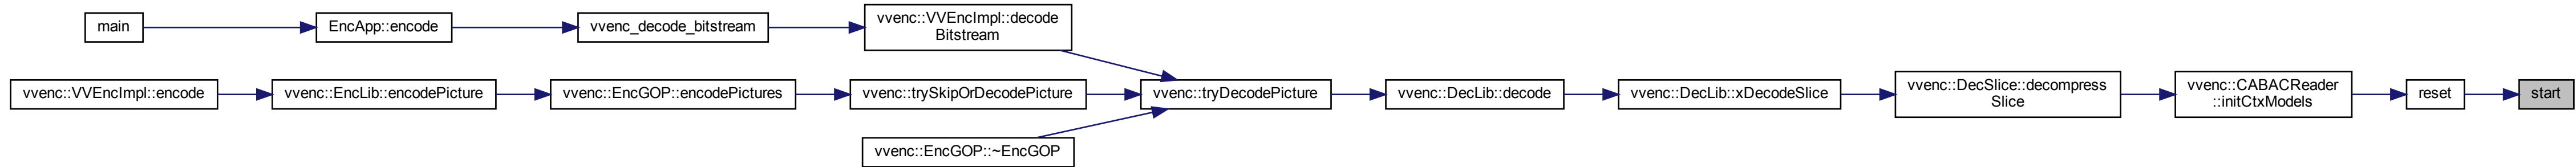 main
EncApp::encode
vvenc_decode_bitstream
vvenc::VVEncImpl::decode
Bitstream
vvenc::VVEncImpl::encode
vvenc::EncLib::encodePicture
vvenc::EncGOP::encodePictures
vvenc::trySkipOrDecodePicture
vvenc::tryDecodePicture
vvenc::DecLib::decode
vvenc::DecLib::xDecodeSlice
vvenc::DecSlice::decompress
Slice
vvenc::CABACReader
::initCtxModels
reset
start
vvenc::EncGOP::~EncGOP